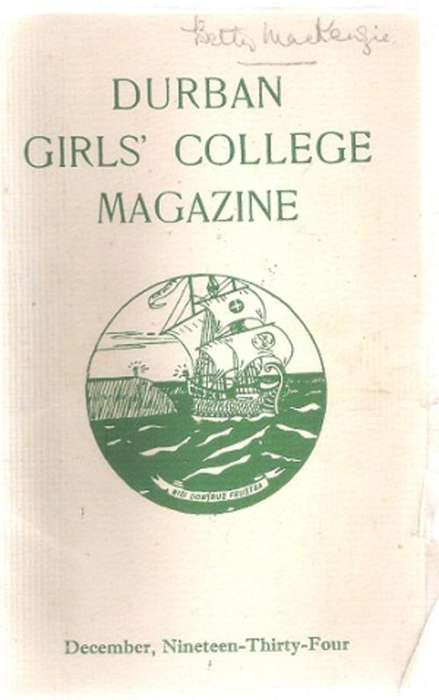 Betty MacKenzie
DURBAN
GIRLS' COLLEGE
MAGAZINE
NISI DOMINUS FRUSTRA
December, Nineteen-Thirty-Four